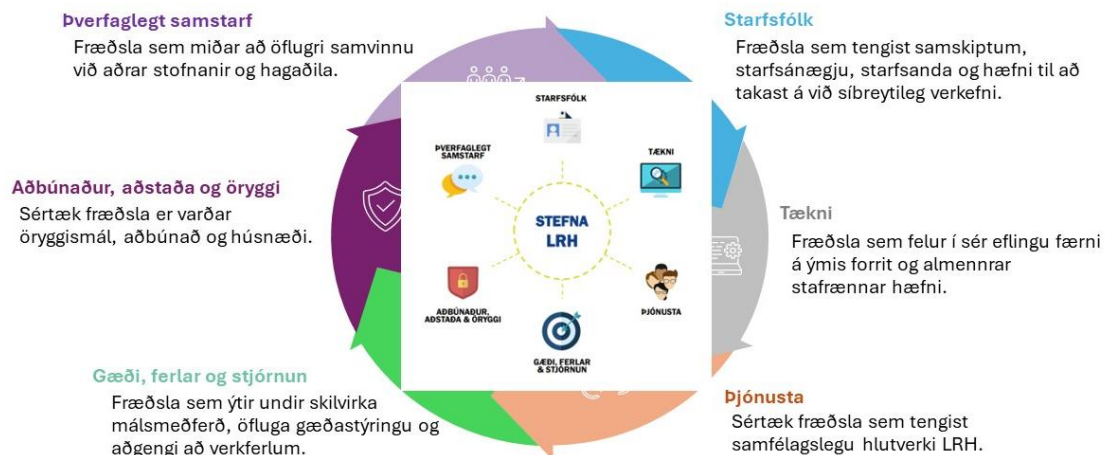 Þverfaglegt samstarf
Fræðsla sem miðar að öflugri samvinnu
við aðrar stofnanir og hagaðila.
Starfsfólk
Fræðsla sem tengist samskiptum,
starfsánægju, starfsanda og hæfni til að
takast á við síbreytileg verkefni.
Aðbúnaður, aðstaða og öryggi
Sértæk fræðsla er varðar
öryggismál, aðbúnað og húsnæði.
Tækni
Fræðsla sem felur í sér eflingu færni
á ýmis forrit og almennrar
stafrænnar hæfni.
Gæði, ferlar og stjórnun
Fræðsla sem ýtir undir skilvirka
málsmeðferð, öfluga gæðastýringu og
aðgengi að verkferlum.
Þjónusta
Sértæk fræðsla sem tengist
samfélagslegu hlutverki LRH.
STARFSFÓLK
ÞVERFAGLEGT
SAMSTARF
TÆKNI
STEFNA
LRH
AÐBÚNAÐUR,
AÐSTAÐA & ÖRYGGI
ÞJÓNUSTA
GÆÐI, FERLAR
& STJÓRNUN